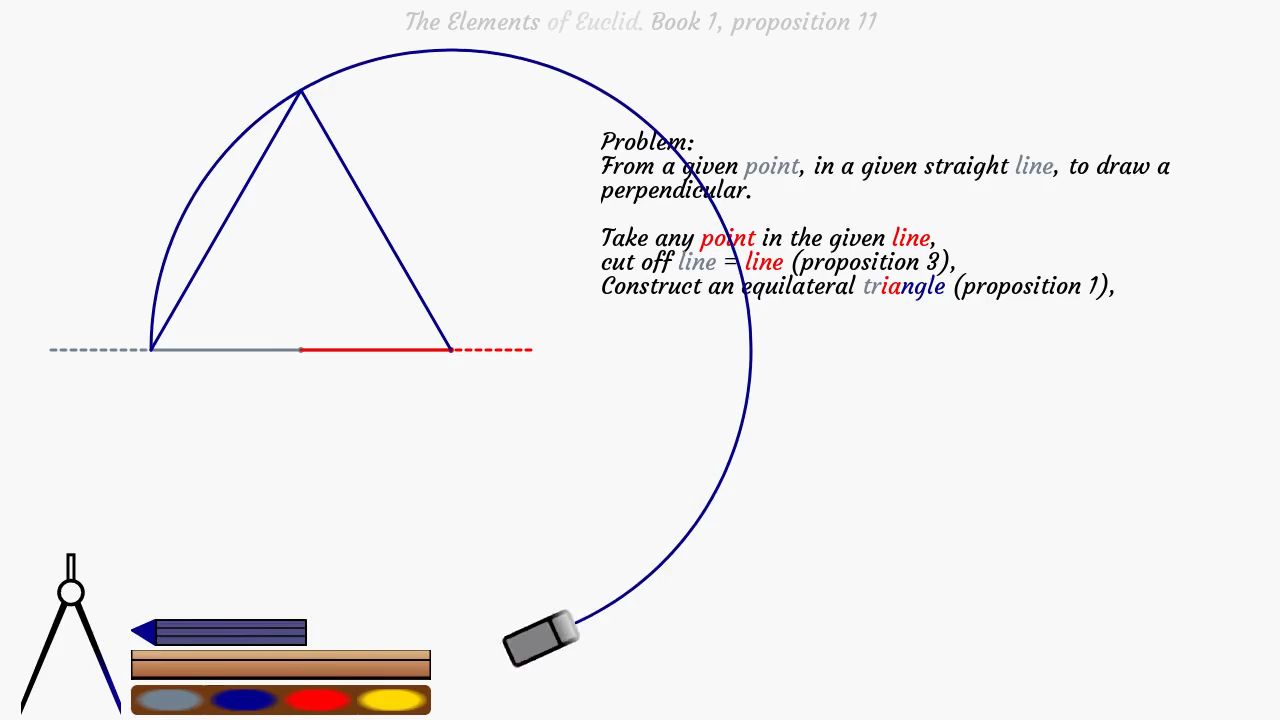 The Elements of Euclid. Book 1, proposition 11
Problem:
From a given point, in a given straight line, to draw a
perpendicular.
Take any point in the given line,
cut off line = line (proposition 3),
Construct an equilateral triangle (proposition 1),